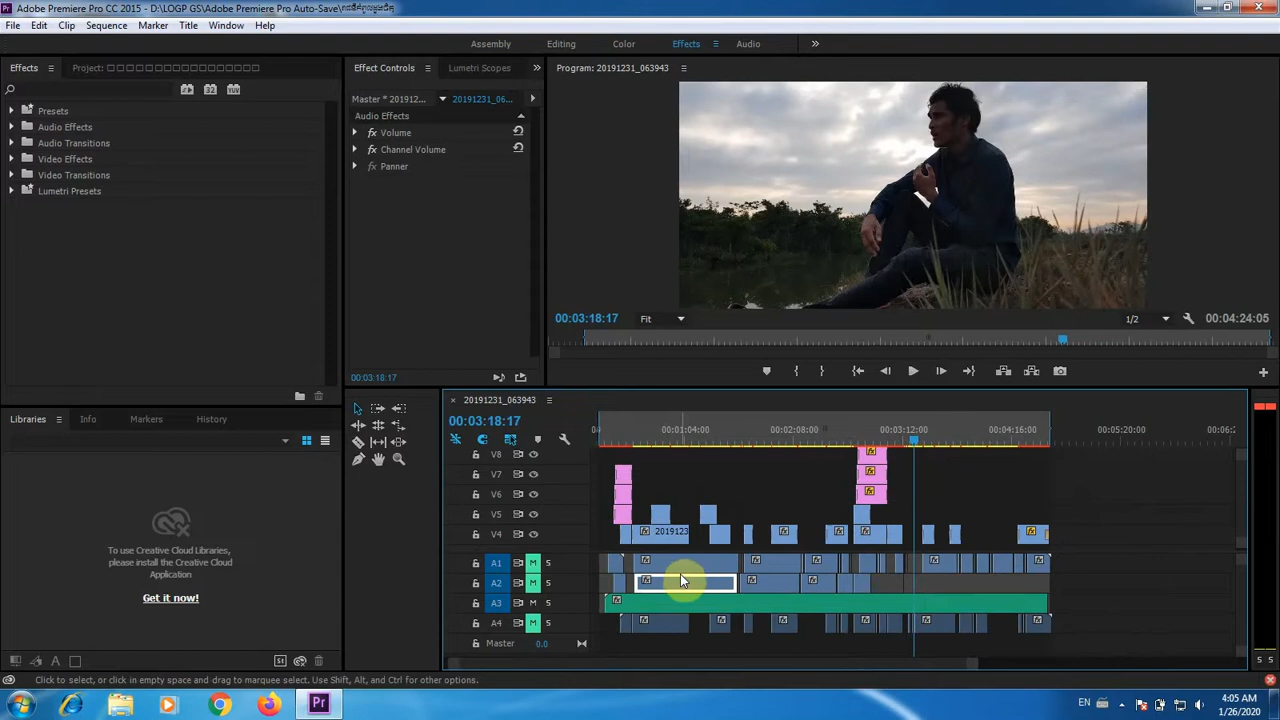 Adobe Premiere Pro CC 2015 - D:\LOGP GS\Adobe Premiere Pro Auto-Save\
File Edit Clip Sequence Marker Title Window Help
Assembly Editing Color Effects Audio
Effects
Project:
Effect Controls
Lumetri Scopes
Program: 20191231_063943
Master * 201912...
20191231_06...
Presets
Audio Effects
Audio Transitions
Video Effects
Video Transitions
Lumetri Presets
Audio Effects
fx Volume
fx Channel Volume
fx Panner
00:03:18:17
00:03:18:17
Fit
1/2
00:04:24:05
Libraries
Info
Markers
History
To use Creative Cloud Libraries,
please install the Creative Cloud
Application
Get it now!
20191231_063943
00:03:18:17
00:01:04:00
00:02:08:00
00:03:12:00
00:04:16:00
00:05:20:00
00:06:2
V8
V7
V6
V5
V4
2019123
A1 M S
A2 M S
A3 M S
A4 M S
Master 0.0
S S
Click to select, or click in empty space and drag to marquee select. Use Shift, Alt, and Ctrl for other options.
EN
4:05 AM
1/26/2020